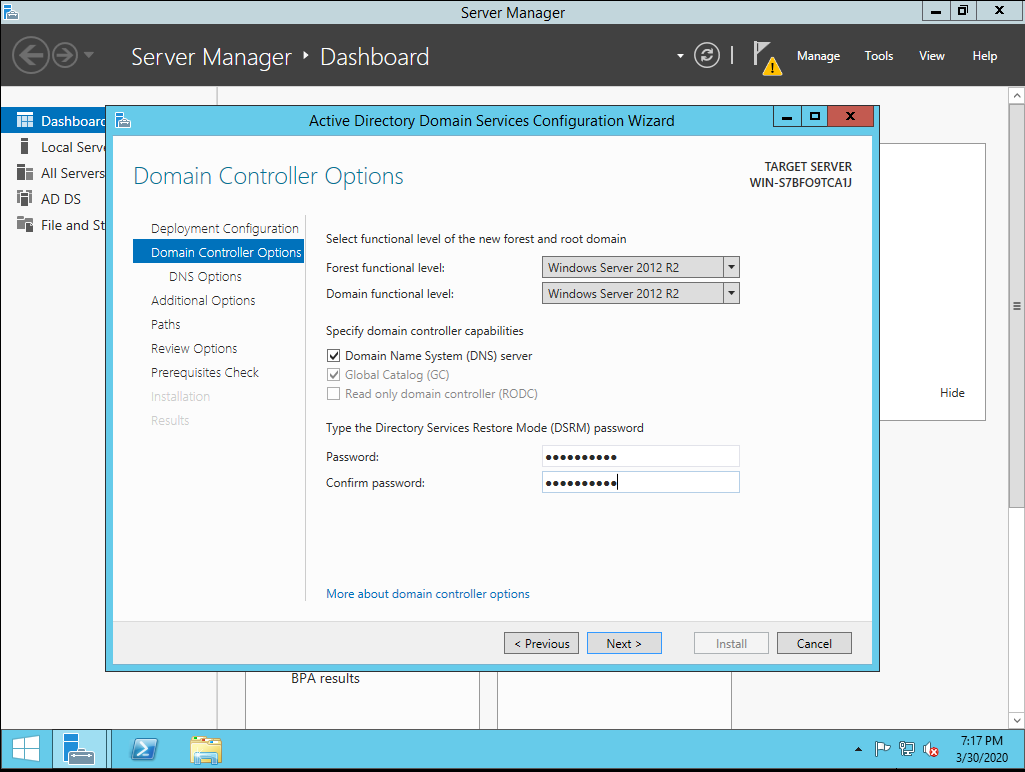 Server Manager
Server Manager ‣ Dashboard
Manage
Tools
View
Help
Dashboard
Local Serve
All Servers
AD DS
File and St
Active Directory Domain Services Configuration Wizard
Domain Controller Options
TARGET SERVER
WIN-S7BFO9TCA1J
Deployment Configuration
Domain Controller Options
DNS Options
Additional Options
Paths
Review Options
Prerequisites Check
Installation
Results
Select functional level of the new forest and root domain
Forest functional level:
Windows Server 2012 R2
Domain functional level:
Windows Server 2012 R2
Specify domain controller capabilities
Domain Name System (DNS) server
Global Catalog (GC)
Read only domain controller (RODC)
Type the Directory Services Restore Mode (DSRM) password
Password:
••••••••••
Confirm password:
••••••••••
More about domain controller options
< Previous
Next >
Install
Cancel
Hide
BPA results
7:17 PM
3/30/2020